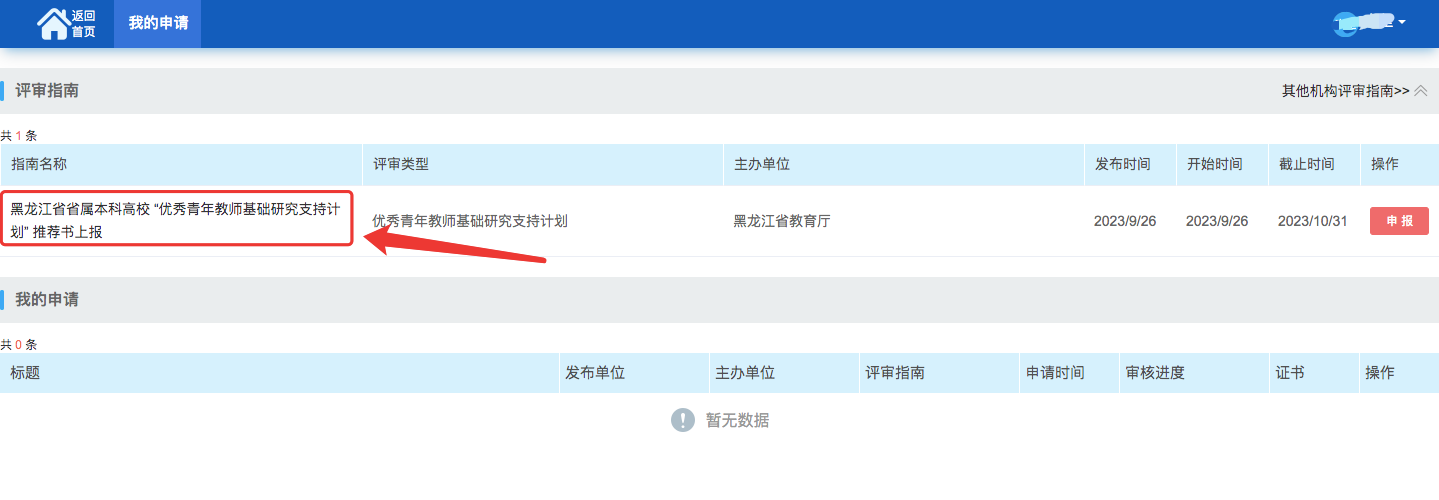 返回
首页
我的申请
评审指南
其他机构评审指南>>
共 1 条
指南名称 评审类型 主办单位 发布时间 开始时间 截止时间 操作
黑龙江省省属本科高校 “优秀青年教师基础研究支持计
划” 推荐书上报
优秀青年教师基础研究支持计划 黑龙江省教育厅 2023/9/26 2023/9/26 2023/10/31 申 报
我的申请
共 0 条
标题 发布单位 主办单位 评审指南 申请时间 审核进度 证书 操作
暂无数据